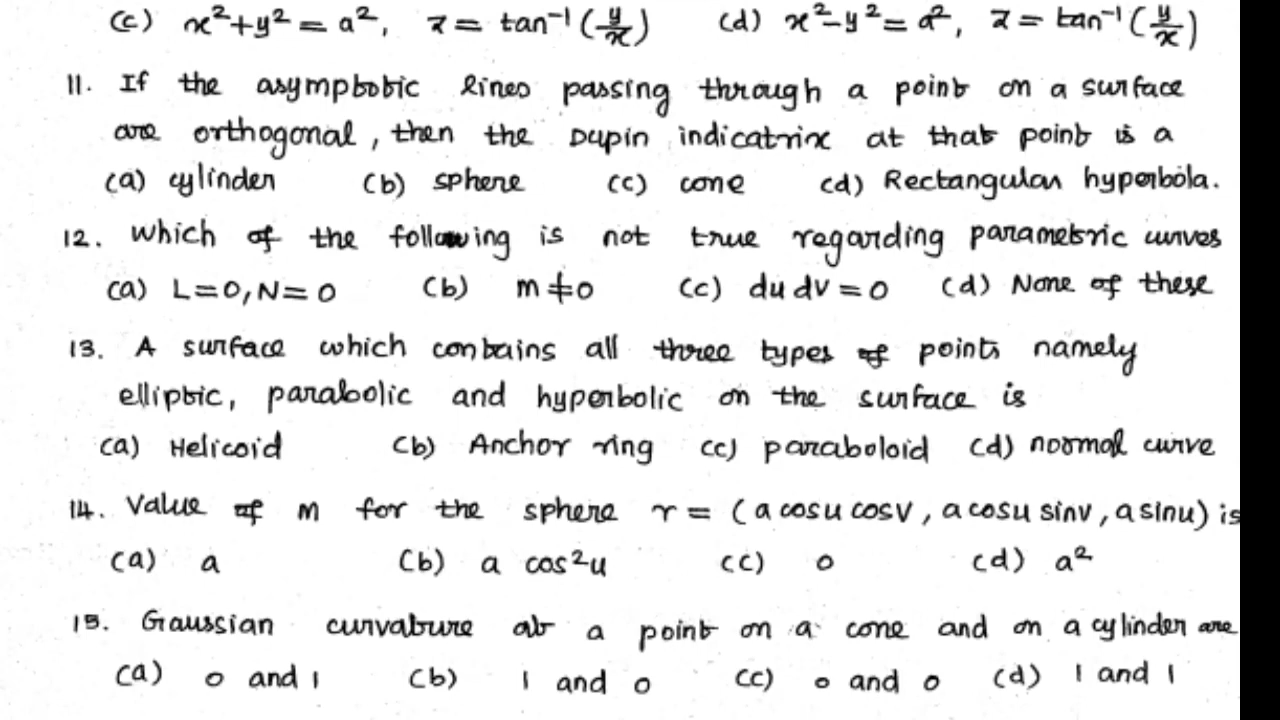 (c) x²+y² = a², z = tan⁻¹(y/x) (d) x²-y² = a², z = tan⁻¹(y/x)
11. If the asymptotic lines passing through a point on a surface
are orthogonal, then the Dupin indicatrix at that point is a
(a) cylinder (b) sphere (c) cone (d) Rectangular hyperbola.
12. which of the following is not true regarding parametric curves
(a) L=0, N=0 (b) m≠0 (c) du dv=0 (d) None of these
13. A surface which contains all three types of points namely
elliptic, parabolic and hyperbolic on the surface is
(a) Helicoid (b) Anchor ring (c) paraboloid (d) normal curve
14. Value of M for the sphere r = (a cosu cosv, a cosu sinv, a sinu) is
(a) a (b) a cos²u (c) 0 (d) a²
15. Gaussian curvature at a point on a cone and on a cylinder are
(a) 0 and 1 (b) 1 and 0 (c) 0 and 0 (d) 1 and 1